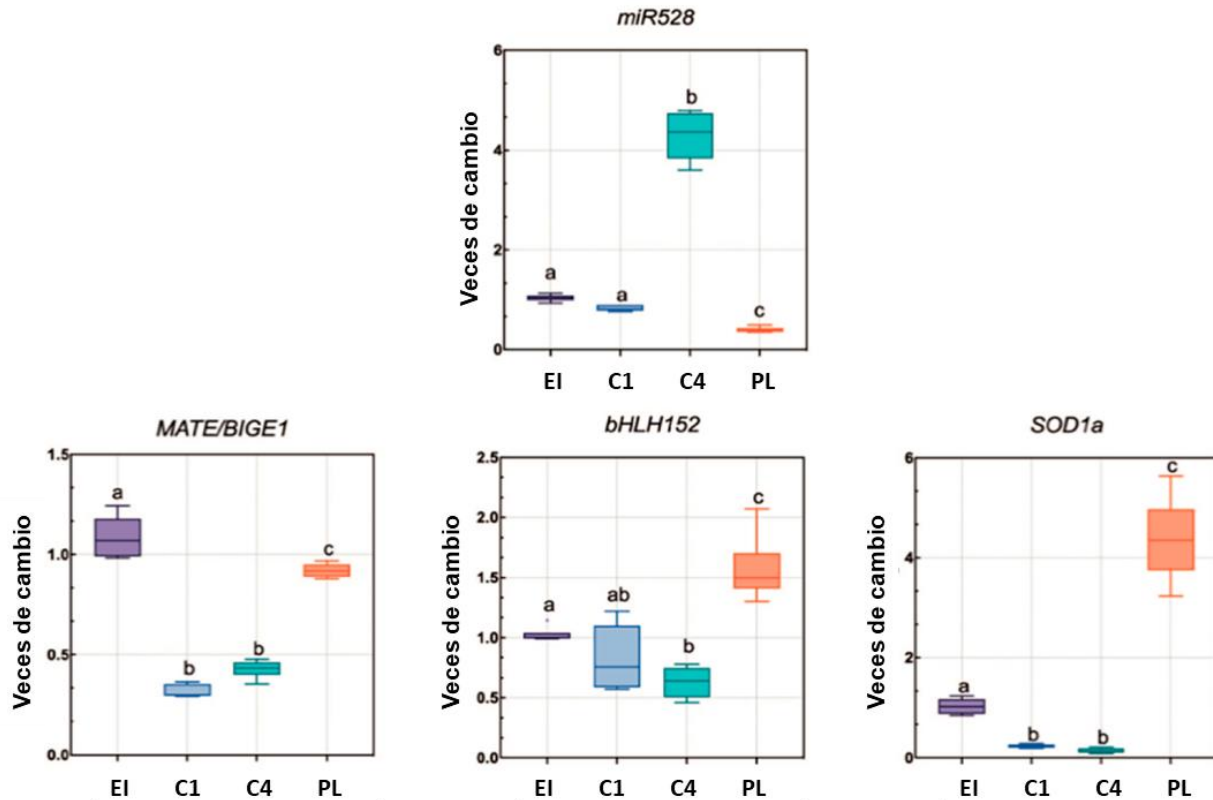 miR528
Veces de cambio
6
4
2
0
a
a
b
c
EI C1 C4 PL
MATE/BIGE1
Veces de cambio
1.5
1.0
0.5
0.0
a
b
b
c
EI C1 C4 PL
bHLH152
Veces de cambio
2.5
2.0
1.5
1.0
0.5
0.0
a
ab
b
c
EI C1 C4 PL
SOD1a
Veces de cambio
6
4
2
0
a
b
b
c
EI C1 C4 PL